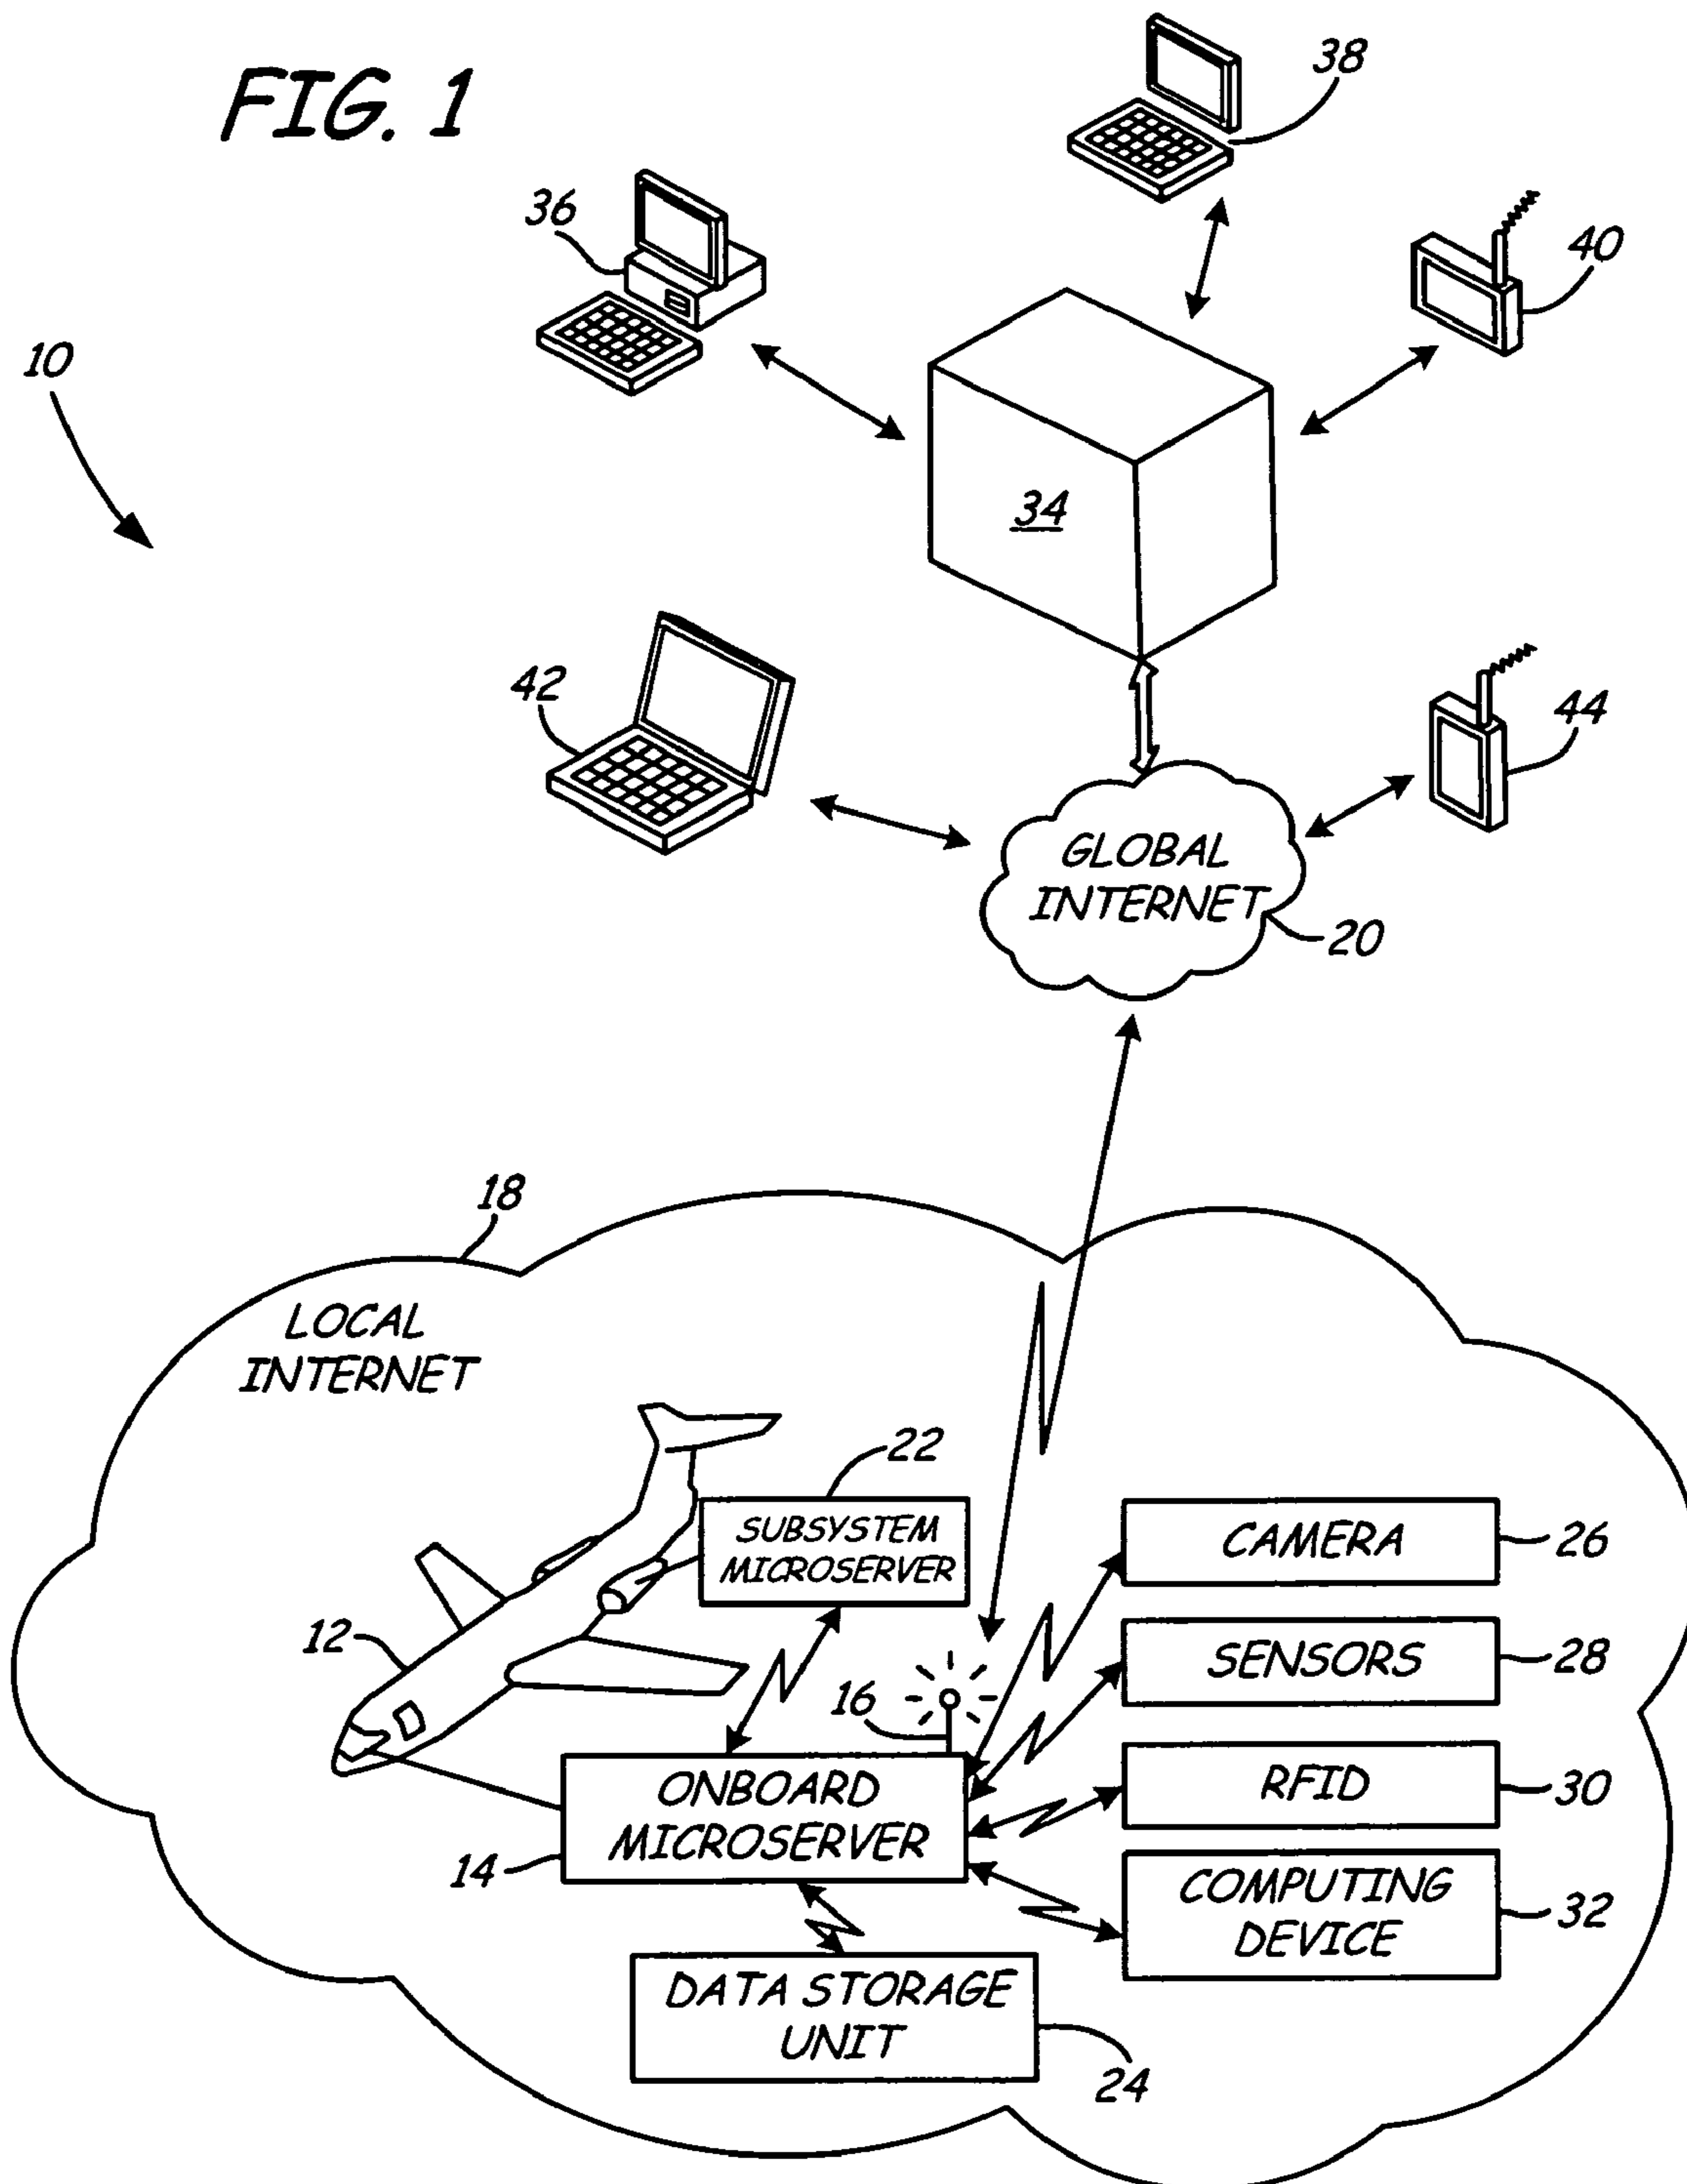 FIG. 1
38
36
40
10
34
42
44
GLOBAL
INTERNET
20
18
LOCAL
INTERNET
22
SUBSYSTEM
MICROSERVER
CAMERA
26
12
SENSORS
28
16
ONBOARD
MICROSERVER
RFID
30
14
COMPUTING
DEVICE
32
DATA STORAGE
UNIT
24